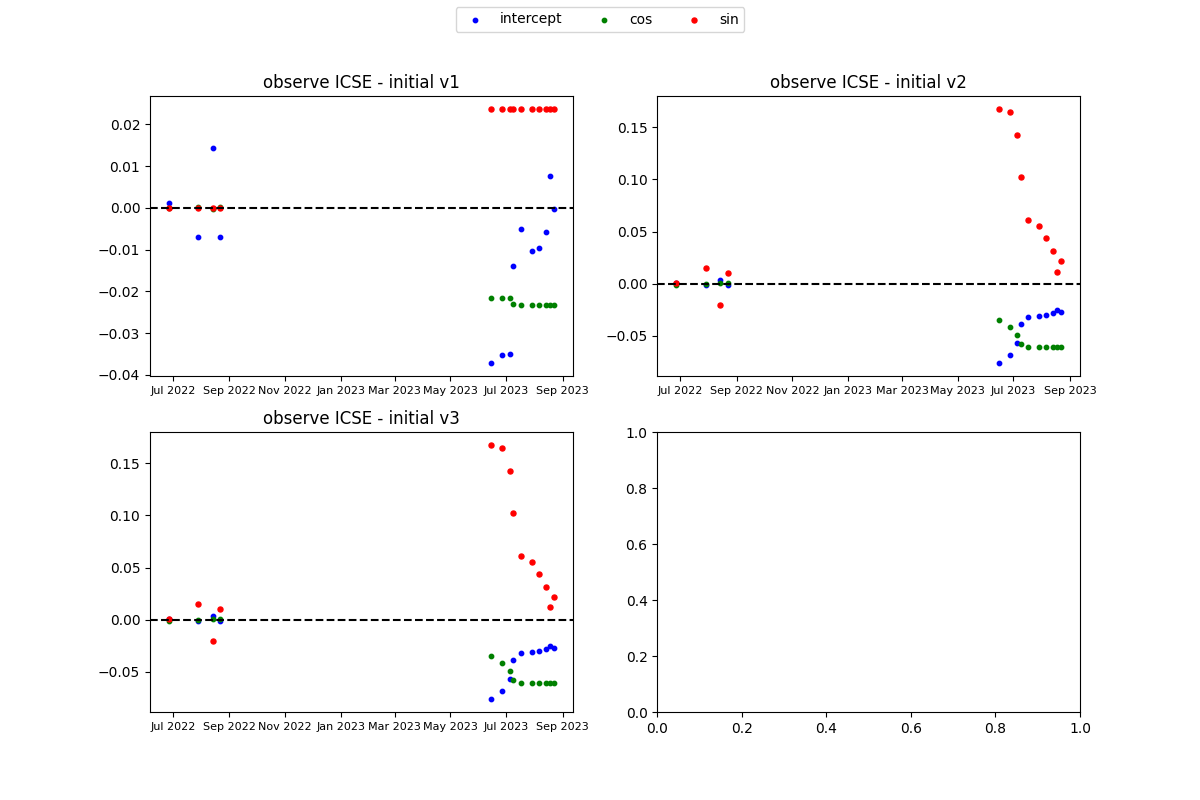 intercept cos sin
observe ICSE - initial v1
0.02
0.01
0.00
−0.01
−0.02
−0.03
−0.04
Jul 2022 Sep 2022 Nov 2022 Jan 2023 Mar 2023 May 2023 Jul 2023 Sep 2023
observe ICSE - initial v2
0.15
0.10
0.05
0.00
−0.05
Jul 2022 Sep 2022 Nov 2022 Jan 2023 Mar 2023 May 2023 Jul 2023 Sep 2023
observe ICSE - initial v3
0.15
0.10
0.05
0.00
−0.05
Jul 2022 Sep 2022 Nov 2022 Jan 2023 Mar 2023 May 2023 Jul 2023 Sep 2023
1.0
0.8
0.6
0.4
0.2
0.0
0.0 0.2 0.4 0.6 0.8 1.0